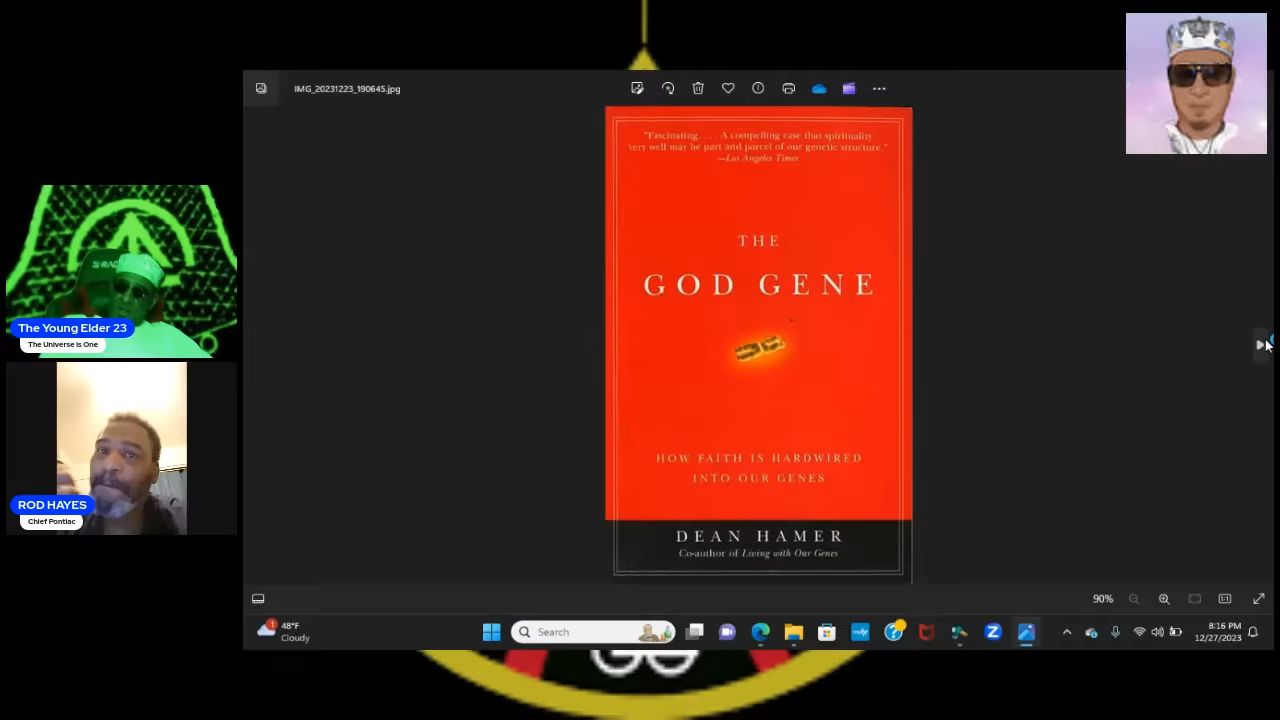 IMG_20231223_190645.jpg
"Fascinating. . . . A compelling case that spirituality
very well may be part and parcel of our genetic structure."
—Los Angeles Times
THE
GOD GENE
HOW FAITH IS HARDWIRED
INTO OUR GENES
DEAN HAMER
Co-author of Living with Our Genes
The Young Elder 23
The Universe is One
ROD HAYES
Chief Pontiac
90%
1
48°F
Cloudy
Search
8:16 PM
12/27/2023